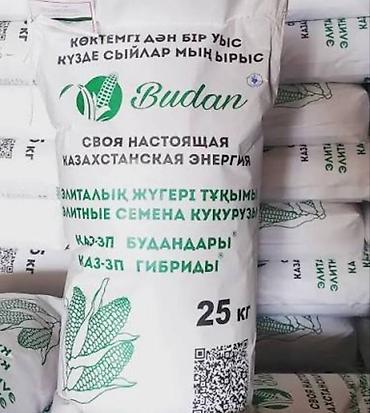 КӨКТЕМГІ ДӘН БІР УЫС
КҮЗДЕ СЫЙЛАР МЫҢ ЫРЫС
Budan
СВОЯ НАСТОЯЩАЯ
КАЗАХСТАНСКАЯ ЭНЕРГИЯ
ЭЛИТАЛЫҚ ЖҮГЕРІ ТҰҚЫМЫ
ЭЛИТНЫЕ СЕМЕНА КУКУРУЗЫ
КАЗ-ЗП БУДАНДАРЫ
КАЗ-ЗП ГИБРИДЫ
25 КГ